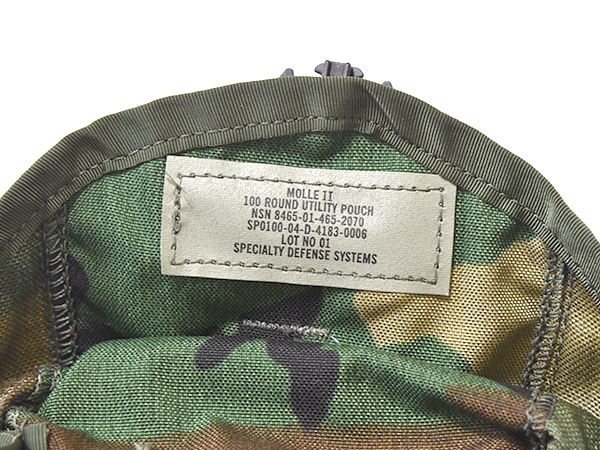 MOLLE II
100 ROUND UTILITY POUCH
NSN 8465-01-465-2070
SP0100-04-D-4183-0006
LOT NO 01
SPECIALTY DEFENSE SYSTEMS